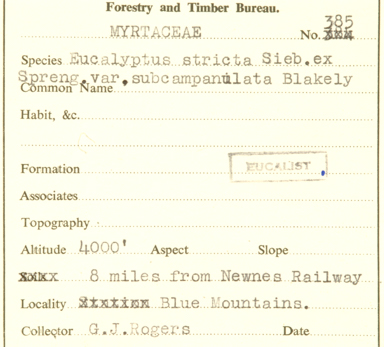 Forestry and Timber Bureau.
385
MYRTACEAE No.
Species Eucalyptus stricta Sieb.ex
Spreng.var.subcampanulata Blakely
Common Name
Habit, &c.
Formation EUCALIST
Associates
Topography
Altitude 4000' Aspect Slope
8 miles from Newnes Railway
Locality Blue Mountains.
Collector G.J.Rogers Date